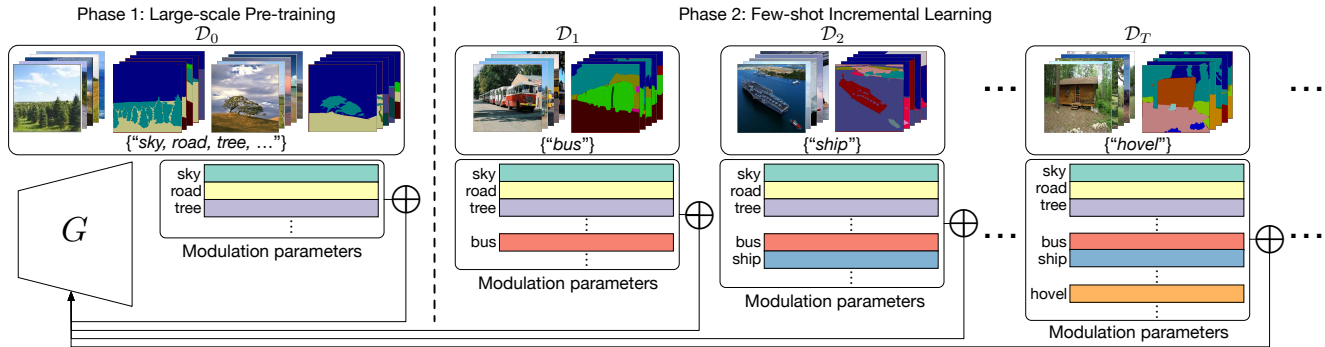 Phase 1: Large-scale Pre-training
Phase 2: Few-shot Incremental Learning
𝒟₀
𝒟₁
𝒟₂
𝒟_T
... ...
{"sky, road, tree, …"}
{"bus"}
{"ship"}
{"hovel"}
G
sky
road
tree
⋮
Modulation parameters
sky
road
tree
⋮
bus
⋮
Modulation parameters
sky
road
tree
⋮
bus
ship
⋮
Modulation parameters
...
sky
road
tree
⋮
bus
ship
⋮
hovel
⋮
Modulation parameters
...